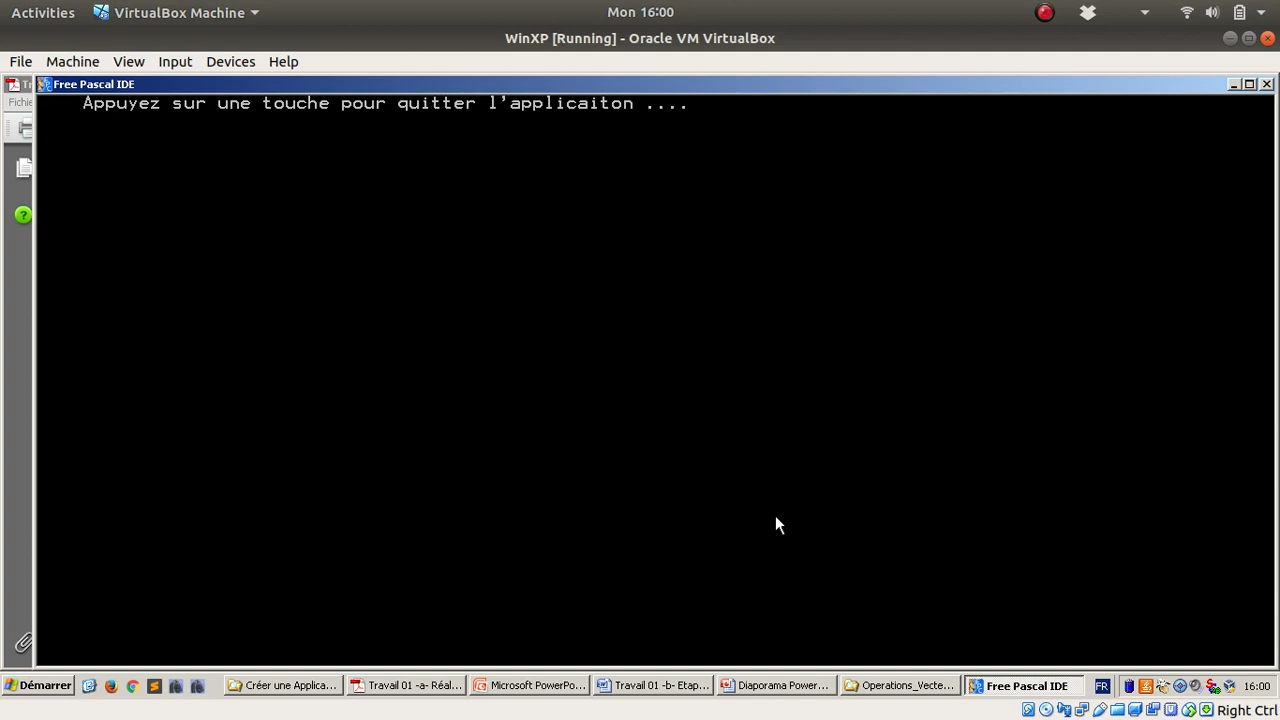 Activities VirtualBox Machine Mon 16:00
WinXP [Running] - Oracle VM VirtualBox
File Machine View Input Devices Help
Free Pascal IDE
Fichie
Appuyez sur une touche pour quitter l'applicaiton ....
?
Démarrer Créer une Applica... Travail 01 -a- Réal... Microsoft PowerPo... Travail 01 -b- Etap... Diaporama Power... Operations_Vecte... Free Pascal IDE FR 16:00
Right Ctrl